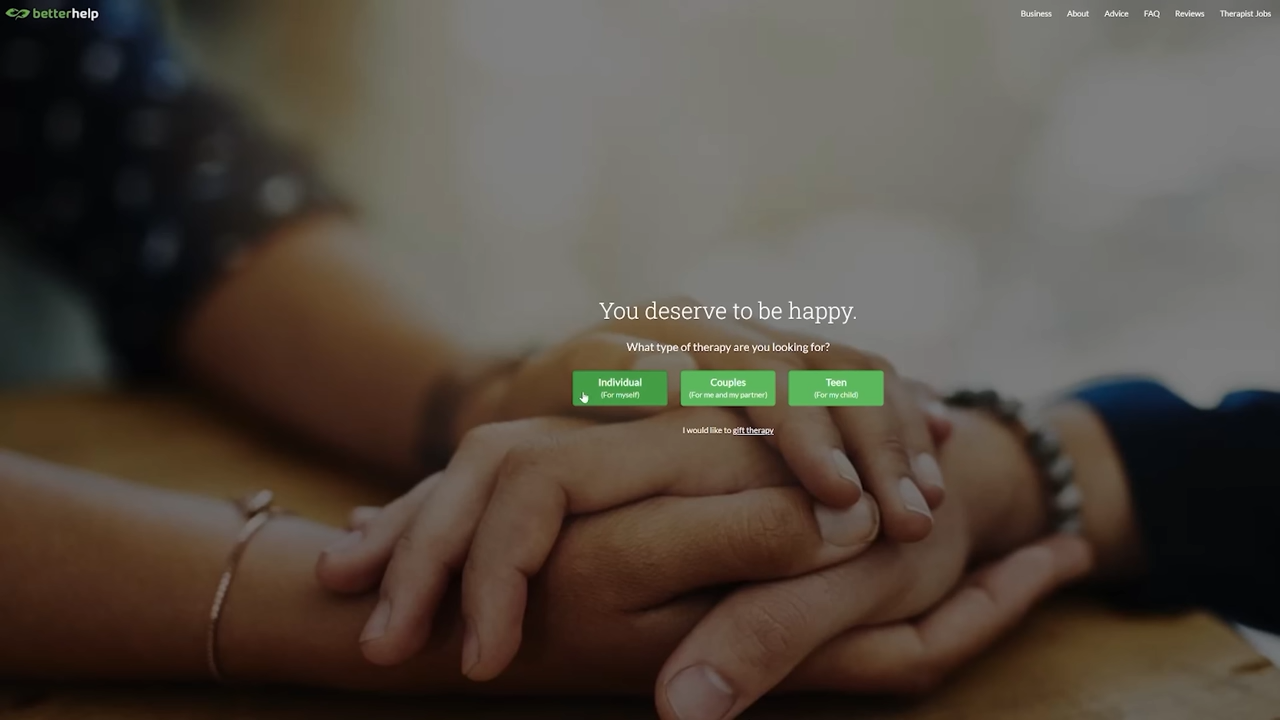 betterhelp
Business About Advice FAQ Reviews Therapist Jobs
You deserve to be happy.
What type of therapy are you looking for?
Individual Couples Teen
(For myself) (For me and my partner) (For my child)
I would like to gift therapy